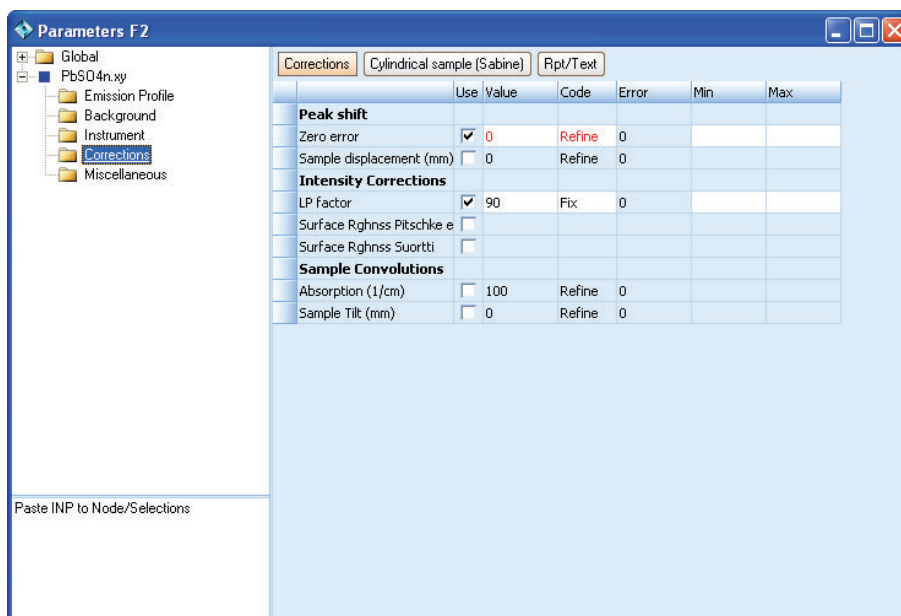 Parameters F2
Global
PbSO4n.xy
Emission Profile
Background
Instrument
Corrections
Miscellaneous
Paste INP to Node/Selections
Corrections Cylindrical sample (Sabine) Rpt/Text
Use Value Code Error Min Max
Peak shift
Zero error 0 Refine 0
Sample displacement (mm) 0 Refine 0
Intensity Corrections
LP factor 90 Fix 0
Surface Rghnss Pitschke e
Surface Rghnss Suortti
Sample Convolutions
Absorption (1/cm) 100 Refine 0
Sample Tilt (mm) 0 Refine 0